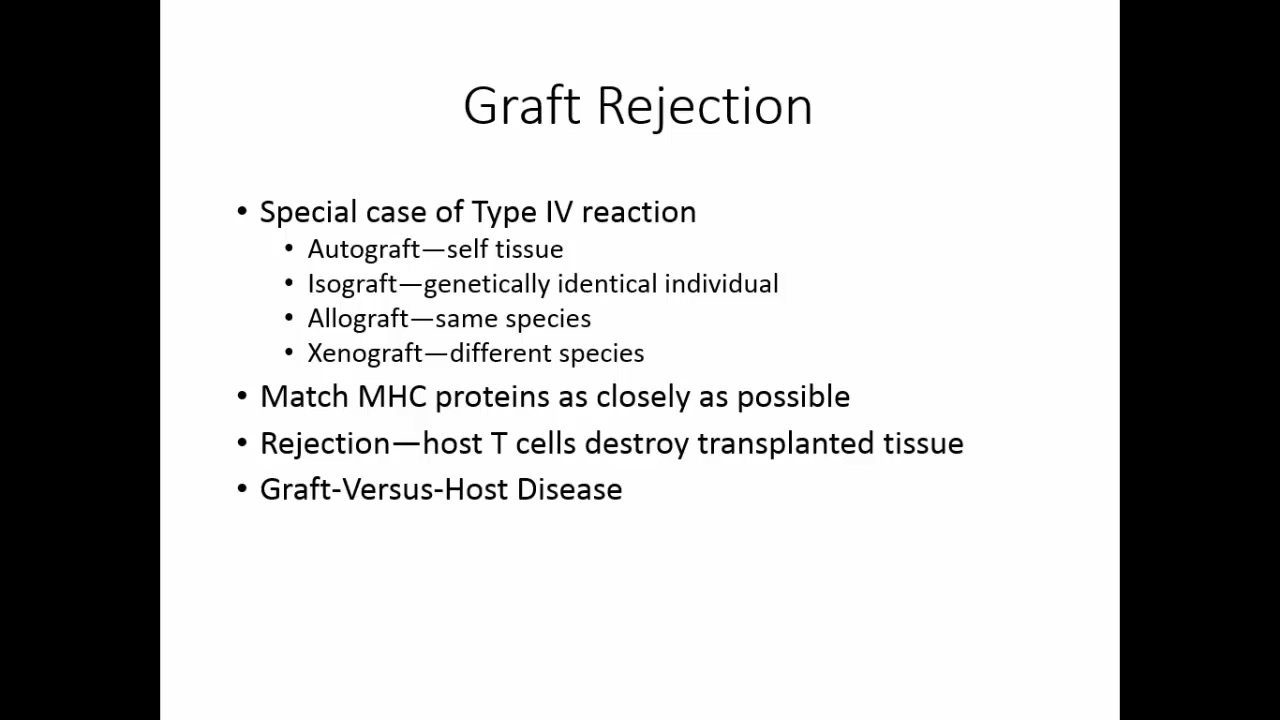 Graft Rejection
• Special case of Type IV reaction
• Autograft—self tissue
• Isograft—genetically identical individual
• Allograft—same species
• Xenograft—different species
• Match MHC proteins as closely as possible
• Rejection—host T cells destroy transplanted tissue
• Graft-Versus-Host Disease